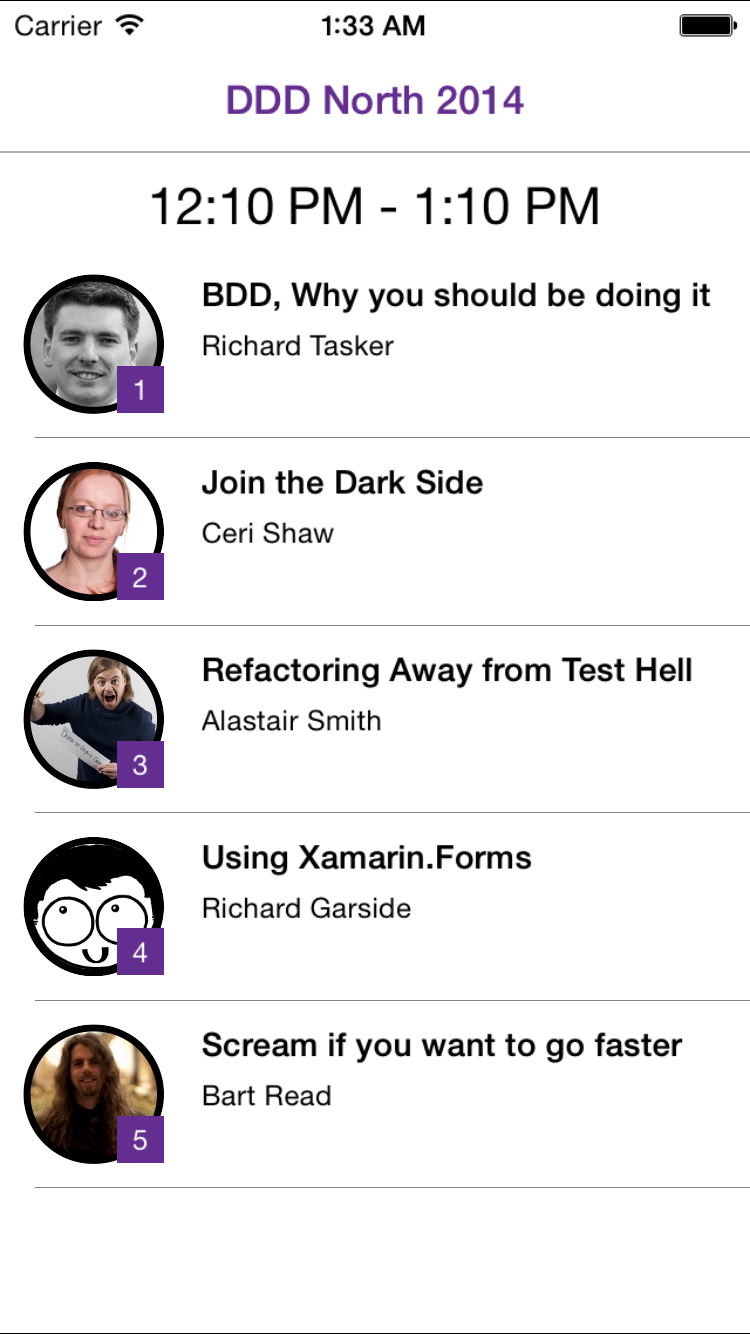 Carrier 1:33 AM
DDD North 2014
12:10 PM - 1:10 PM
BDD, Why you should be doing it
Richard Tasker
1
Join the Dark Side
Ceri Shaw
2
Refactoring Away from Test Hell
Alastair Smith
3
Using Xamarin.Forms
Richard Garside
4
Scream if you want to go faster
Bart Read
5